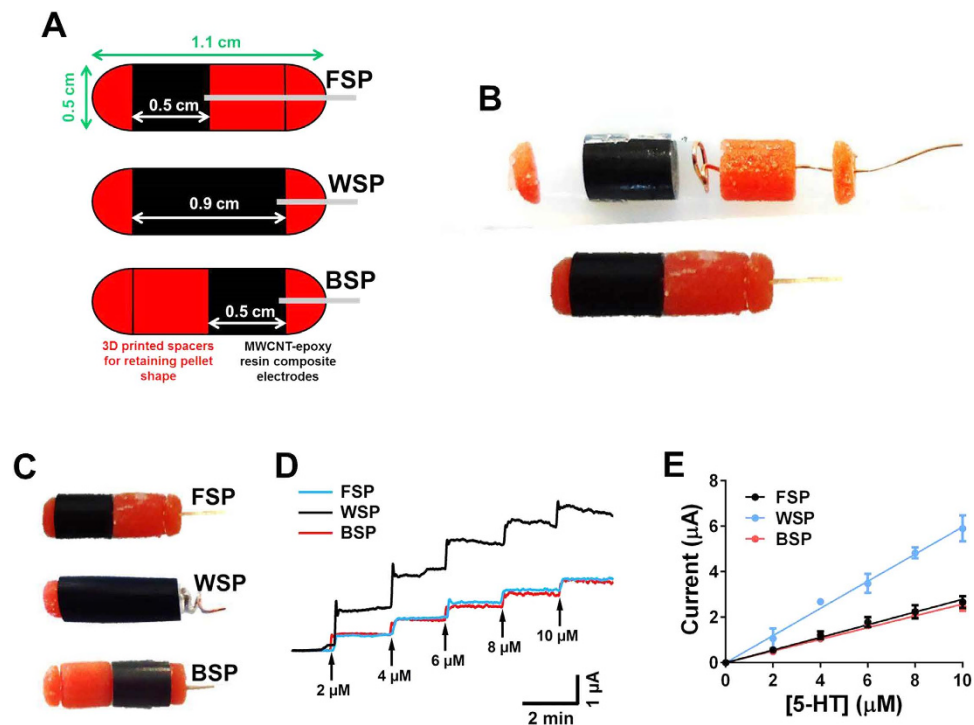 A
1.1 cm
0.5 cm
FSP
0.5 cm
WSP
0.9 cm
BSP
0.5 cm
3D printed spacers
for retaining pellet
shape
MWCNT-epoxy
resin composite
electrodes
B
C
FSP
WSP
BSP
D
FSP
WSP
BSP
2 µM
4 µM
6 µM
8 µM
10 µM
1 µA
2 min
E
8
6
4
2
0
Current (µA)
FSP
WSP
BSP
0 2 4 6 8 10
[5-HT] (µM)